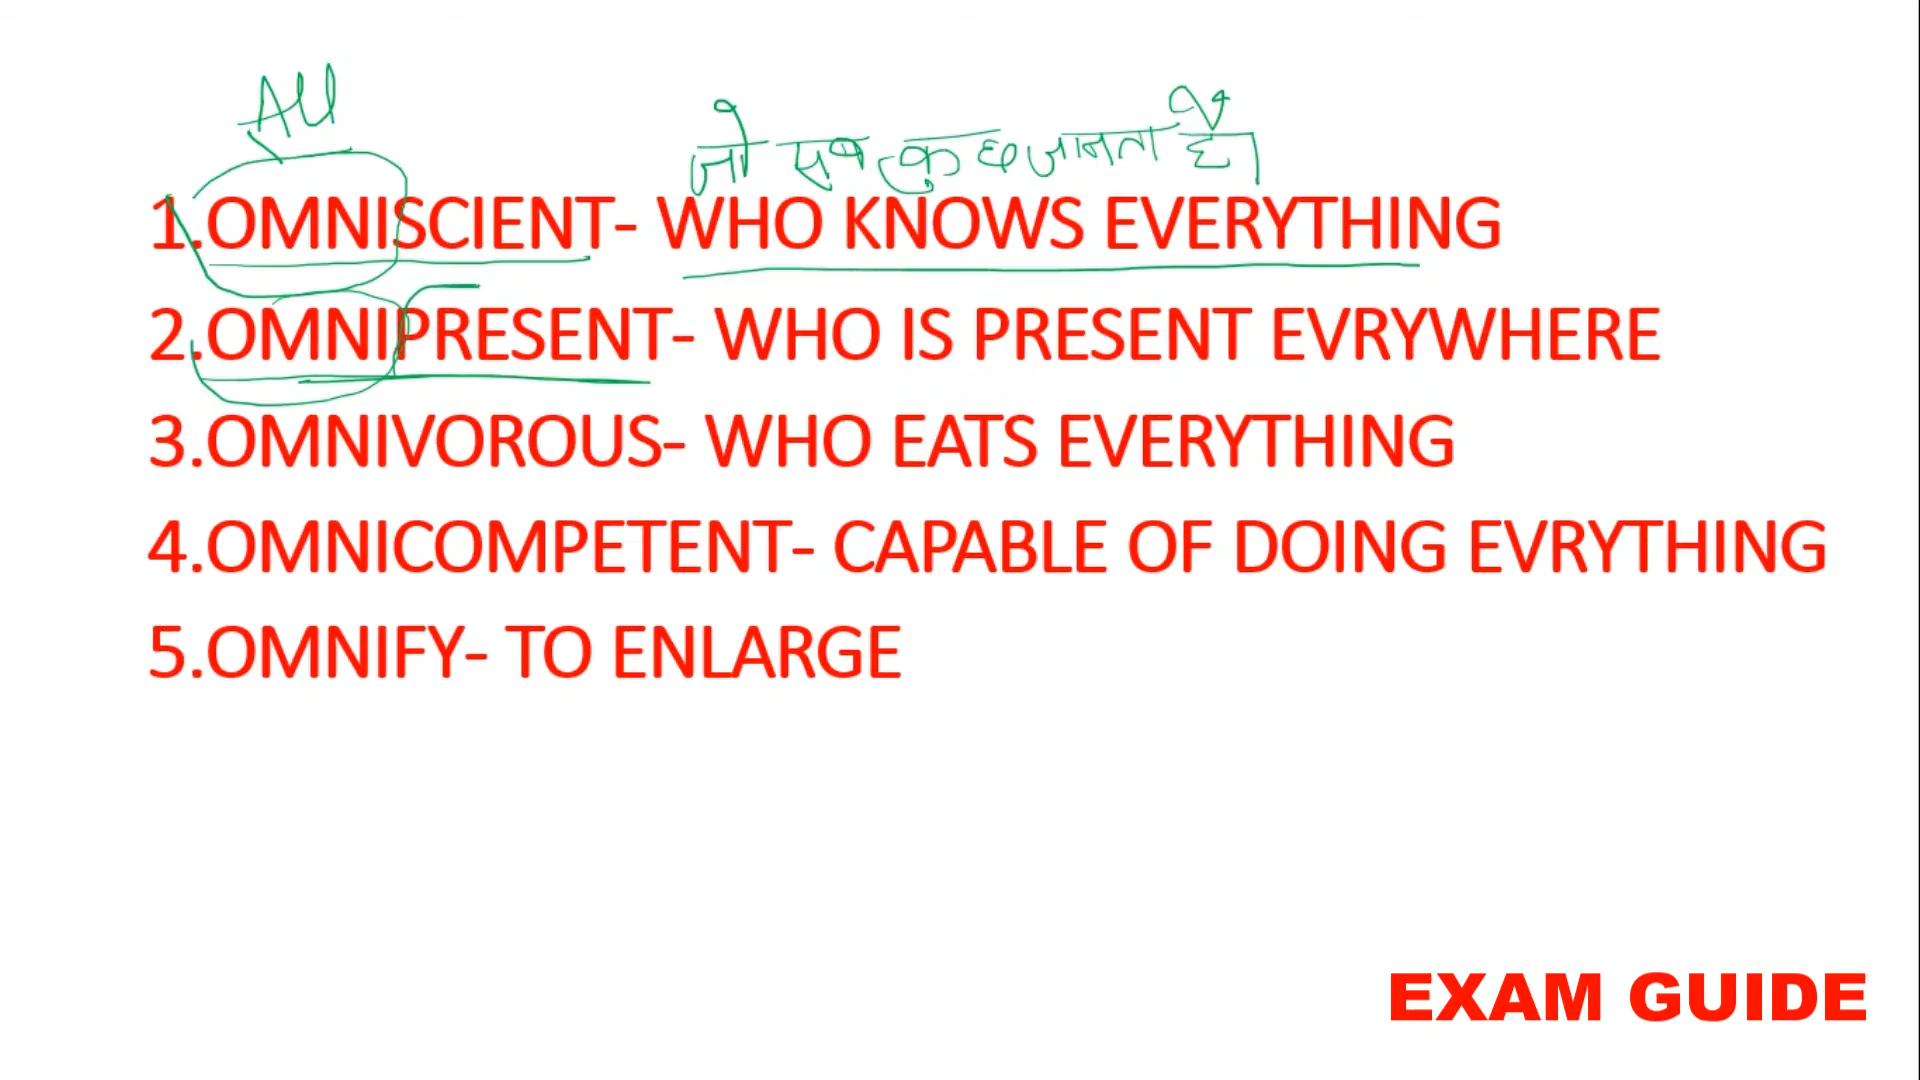 All
जो सब कुछ जानता है।
1.OMNISCIENT- WHO KNOWS EVERYTHING
2.OMNIPRESENT- WHO IS PRESENT EVRYWHERE
3.OMNIVOROUS- WHO EATS EVERYTHING
4.OMNICOMPETENT- CAPABLE OF DOING EVRYTHING
5.OMNIFY- TO ENLARGE
EXAM GUIDE